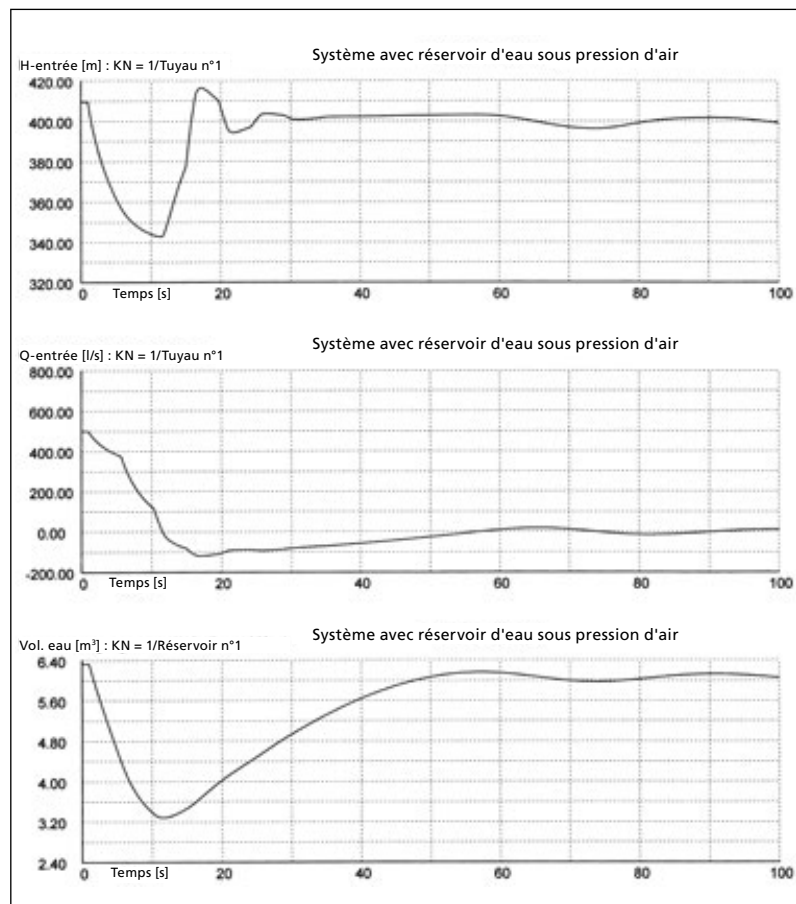 Système avec réservoir d'eau sous pression d'air
H-entrée [m] : KN = 1/Tuyau n°1
420.00
400.00
380.00
360.00
340.00
320.00
0 Temps [s] 20 40 60 80 100
Système avec réservoir d'eau sous pression d'air
Q-entrée [l/s] : KN = 1/Tuyau n°1
800.00
600.00
400.00
200.00
0.00
-200.00
0 Temps [s] 20 40 60 80 100
Système avec réservoir d'eau sous pression d'air
Vol. eau [m³] : KN = 1/Réservoir n°1
6.40
5.60
4.80
4.00
3.20
2.40
0 Temps [s] 20 40 60 80 100